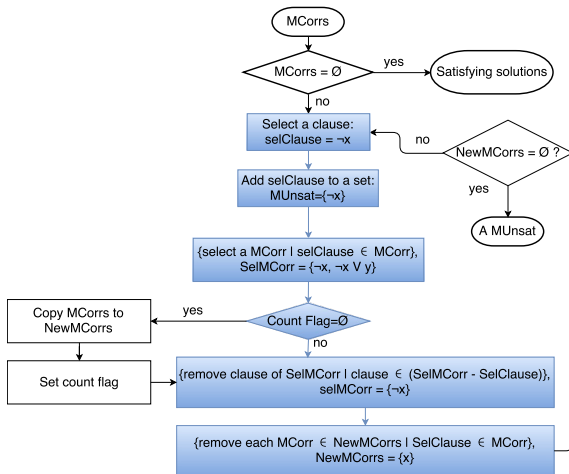 MCorrs
MCorrs = Ø
yes
Satisfying solutions
no
Select a clause:
selClause = ¬x
no
NewMCorrs = Ø ?
yes
Add selClause to a set:
MUnsat={¬x}
A MUnsat
{select a MCorr I selClause ∈ MCorr},
SelMCorr = {¬x, ¬x V y}
Copy MCorrs to
NewMCorrs
yes
Count Flag=Ø
no
Set count flag
{remove clause of SelMCorr I clause ∈ (SelMCorr - SelClause)},
selMCorr = {¬x}
{remove each MCorr ∈ NewMCorrs I SelClause ∈ MCorr},
NewMCorrs = {x}